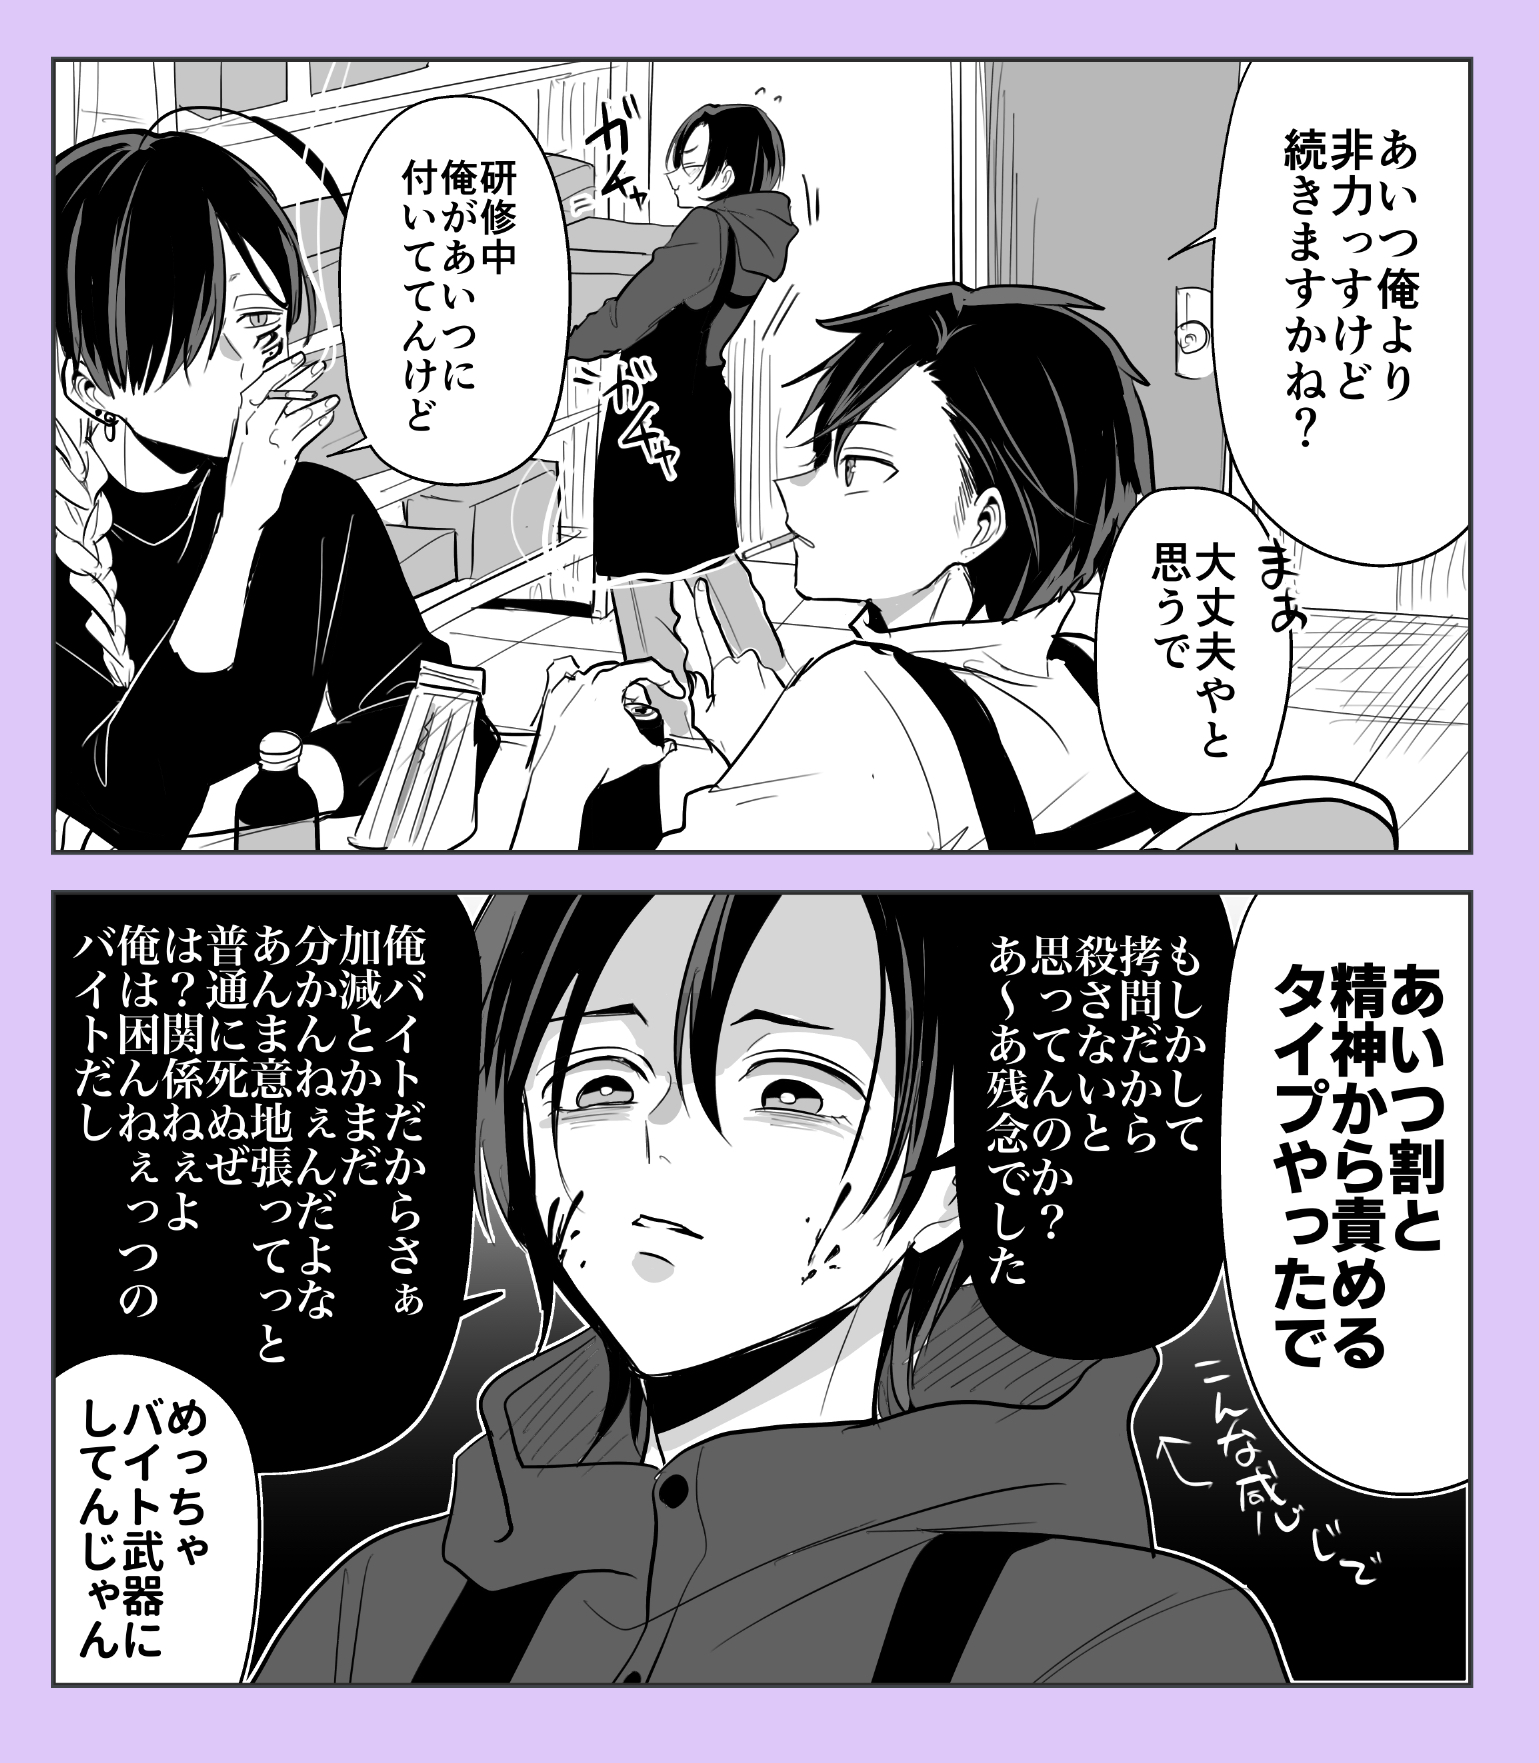 あいつ俺より
非力っすけど
続きますかね？
まぁ
大丈夫やと
思うで
ガチャ
ガチャ
研修中
俺があいつに
付いててんけど
あいつ割と
精神から責める
タイプやったで
こんな感じで
もしかして
拷問だから
殺さないと
思ってんのか？
あ～あ残念でした
俺バイトだからさぁ
加減とかまだ
分かんねぇんだよな
あんま意地張ってっと
普通に死ぬぜ
は？関係ねぇよ
俺は困んねぇっつの
バイトだし
めっちゃ
バイト武器に
してんじゃん